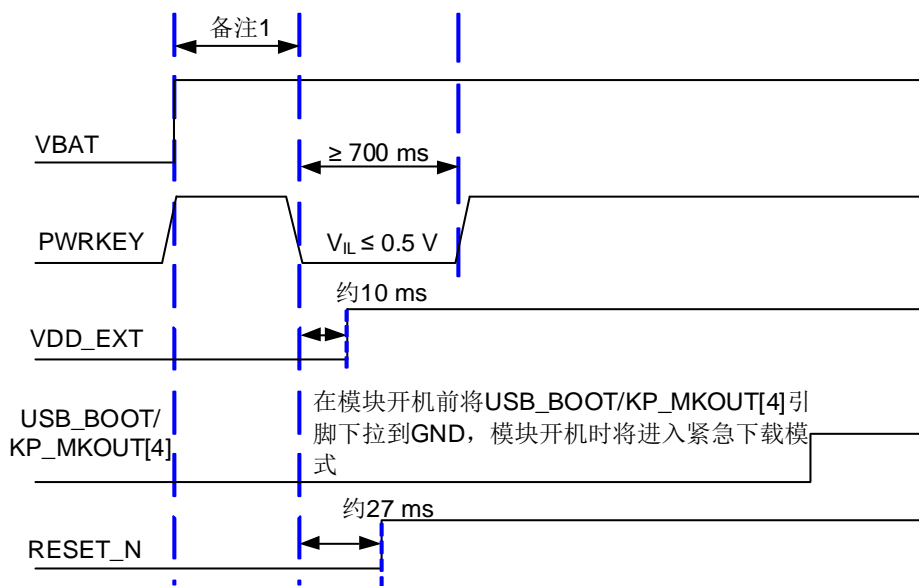 备注1
VBAT
≥ 700 ms
PWRKEY
VIL ≤ 0.5 V
约10 ms
VDD_EXT
USB_BOOT/
KP_MKOUT[4]
在模块开机前将USB_BOOT/KP_MKOUT[4]引
脚下拉到GND，模块开机时将进入紧急下载模
式
约27 ms
RESET_N